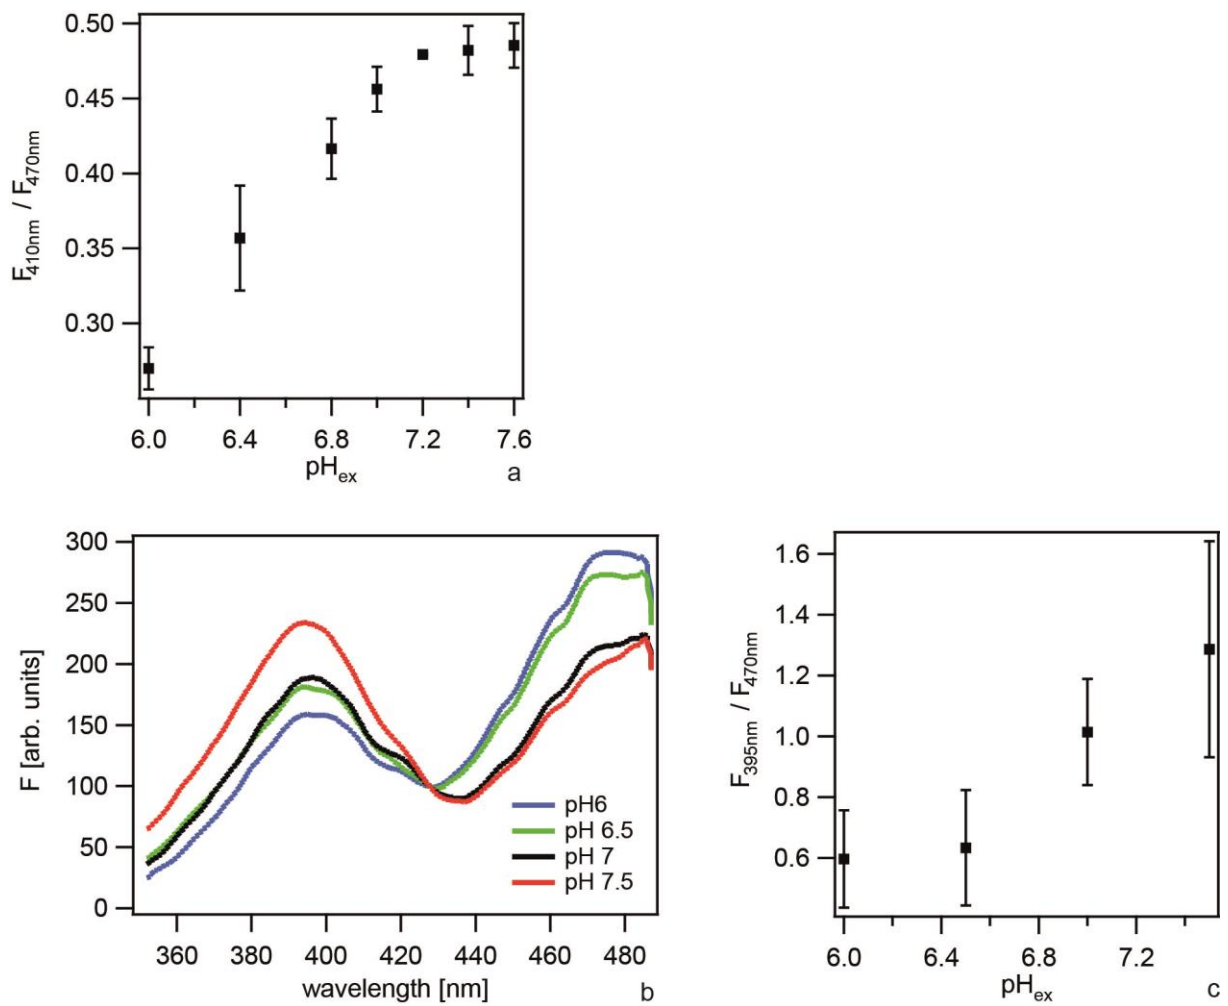 0.50
0.45
0.40
0.35
0.30
F410nm / F470nm
6.0 6.4 6.8 7.2 7.6
pHex
a
300
250
200
150
100
50
0
F [arb. units]
pH6
pH 6.5
pH 7
pH 7.5
360 380 400 420 440 460 480
wavelength [nm]
b
1.6
1.4
1.2
1.0
0.8
0.6
F395nm / F470nm
6.0 6.4 6.8 7.2
pHex
c